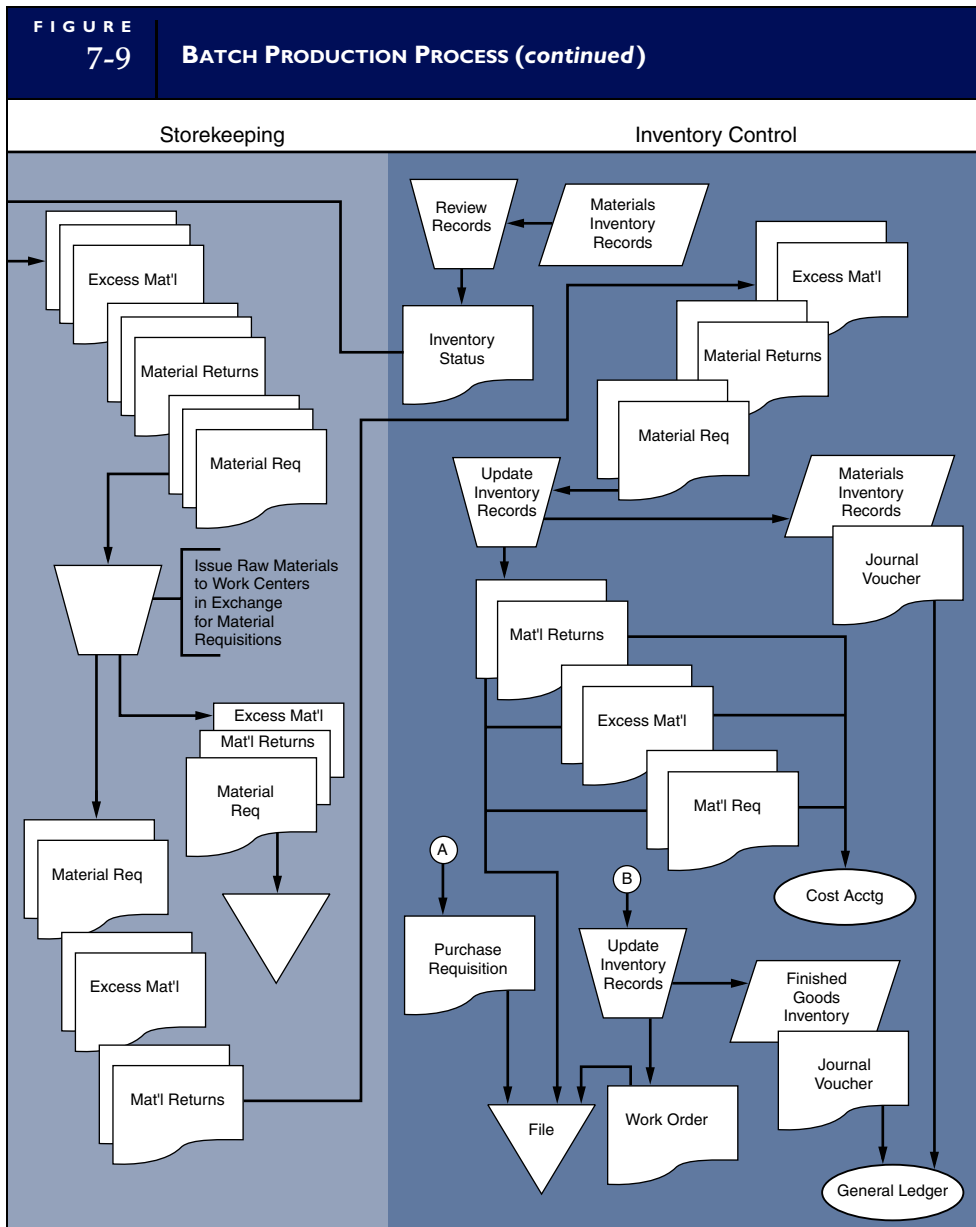 FIGURE
7-9
BATCH PRODUCTION PROCESS (continued)
Storekeeping
Inventory Control
Excess Mat'l
Material Returns
Material Req
Issue Raw Materials
to Work Centers
in Exchange
for Material
Requisitions
Excess Mat'l
Mat'l Returns
Material
Req
Material Req
Excess Mat'l
Mat'l Returns
Review
Records
Materials
Inventory
Records
Inventory
Status
Excess Mat'l
Material Returns
Material Req
Update
Inventory
Records
Materials
Inventory
Records
Journal
Voucher
Mat'l Returns
Excess Mat'l
Mat'l Req
A
B
Cost Acctg
Purchase
Requisition
Update
Inventory
Records
Finished
Goods
Inventory
Journal
Voucher
File
Work Order
General Ledger